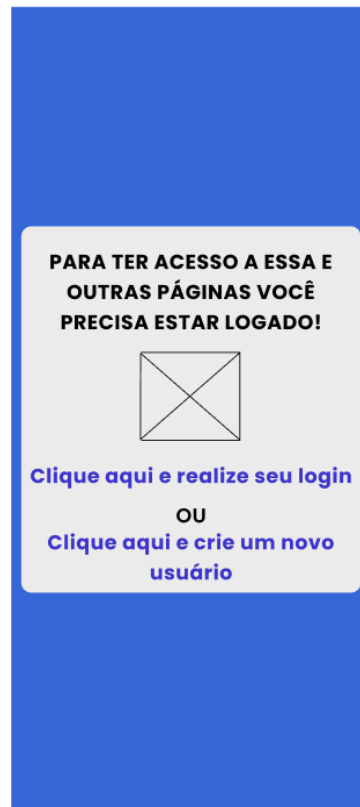 PARA TER ACESSO A ESSA E
OUTRAS PÁGINAS VOCÊ
PRECISA ESTAR LOGADO!
Clique aqui e realize seu login
OU
Clique aqui e crie um novo
usuário